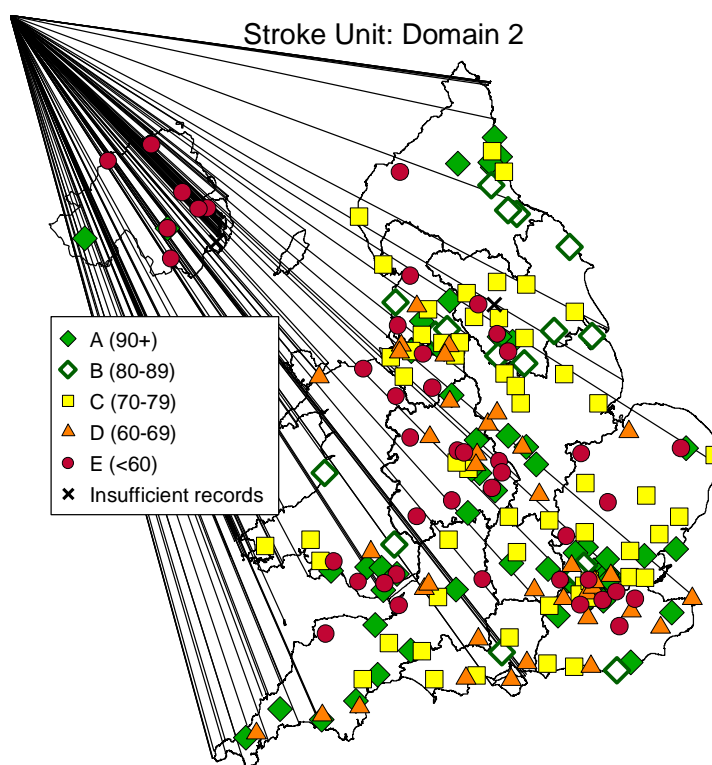 Stroke Unit: Domain 2
A (90+)
B (80-89)
C (70-79)
D (60-69)
E (<60)
Insufficient records